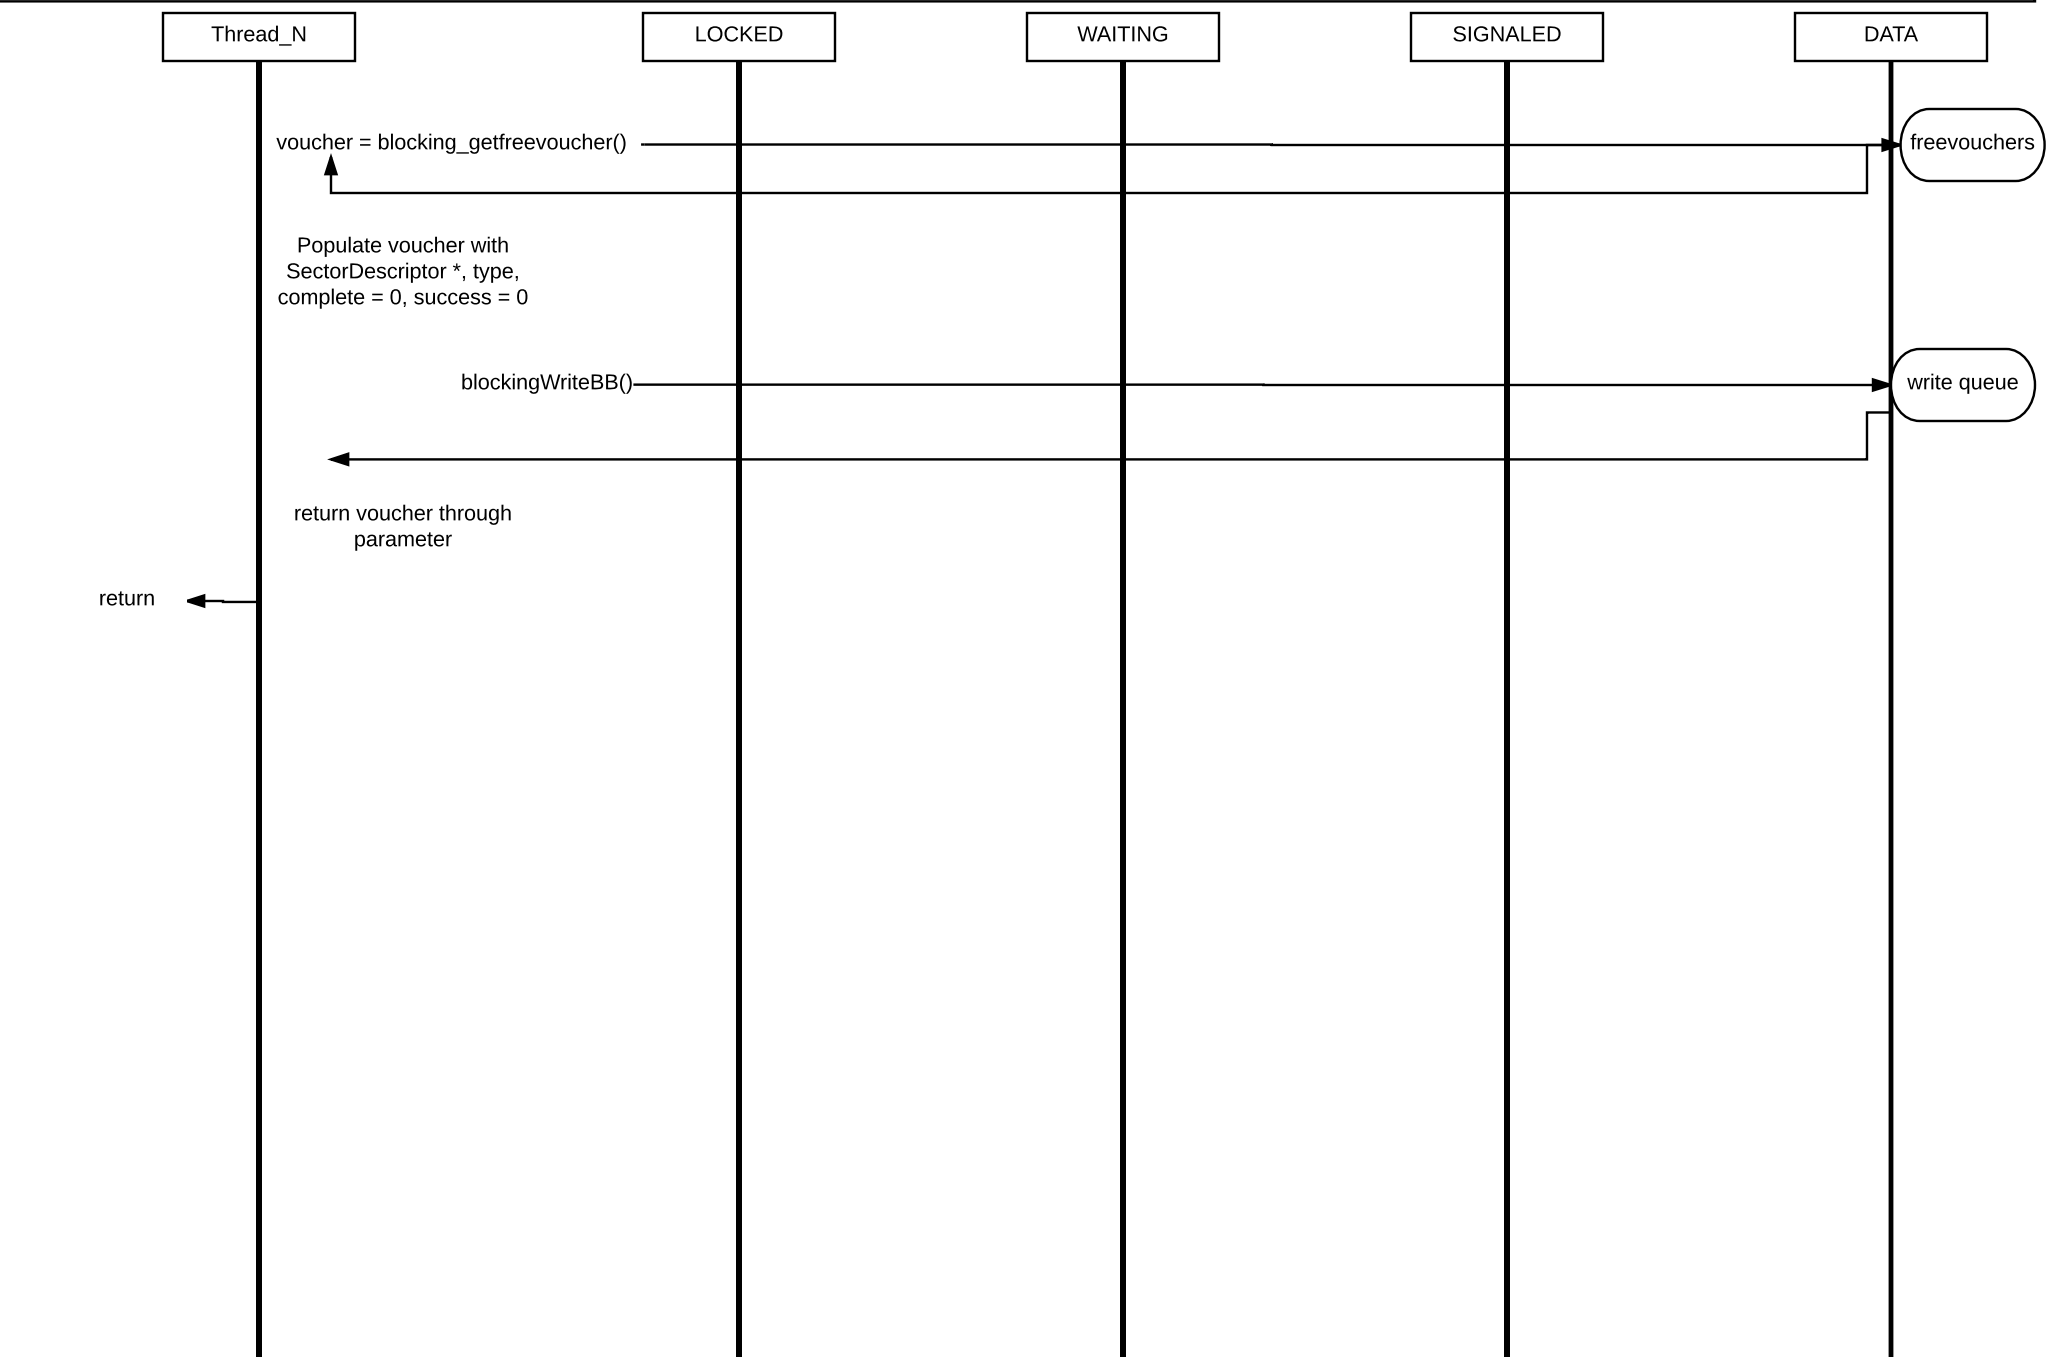 Thread_N
LOCKED
WAITING
SIGNALED
DATA
voucher = blocking_getfreevoucher()
freevouchers
Populate voucher with
SectorDescriptor *, type,
complete = 0, success = 0
blockingWriteBB()
write queue
return voucher through
parameter
return